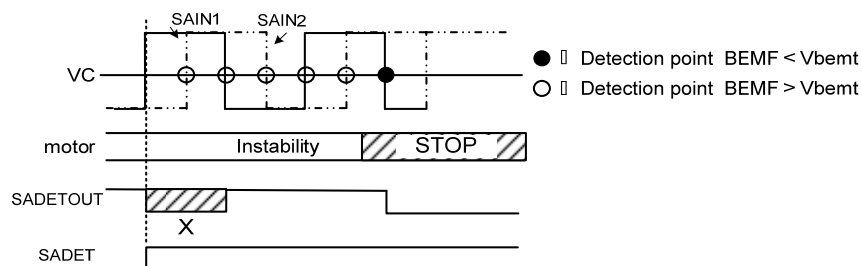 SAIN1
SAIN2
VC
Detection point BEMF < Vbemt
Detection point BEMF > Vbemt
motor
Instability
STOP
SADETOUT
X
SADET